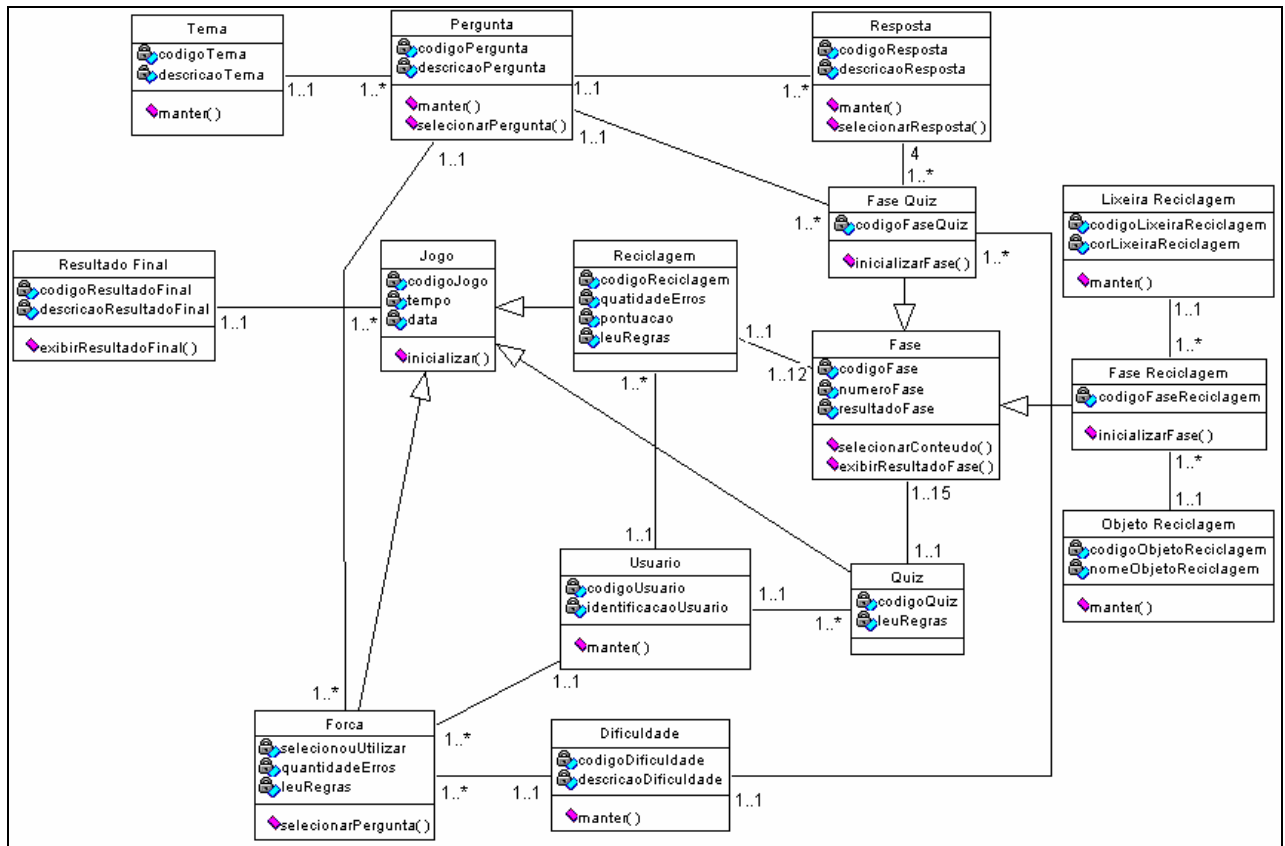 Tema
codigoTema
descricaoTema
manter()
1..1
1..*
Pergunta
codigoPergunta
descricaoPergunta
manter()
selecionarPergunta()
1..1
1..*
1..1
1..1
Resposta
codigoResposta
descricaoResposta
manter()
selecionarResposta()
4
1..*
Fase Quiz
codigoFaseQuiz
inicializarFase()
1..*
1..*
Lixeira Reciclagem
codigoLixeiraReciclagem
corLixeiraReciclagem
manter()
1..1
1..*
Resultado Final
codigoResultadoFinal
descricaoResultadoFinal
exibirResultadoFinal()
1..1
1..*
Jogo
codigoJogo
tempo
data
inicializar()
Reciclagem
codigoReciclagem
quatidadeErros
pontuacao
leuRegras
1..1
1..12
1..*
1..1
Fase
codigoFase
numeroFase
resultadoFase
selecionarConteudo()
exibirResultadoFase()
1..15
1..1
Fase Reciclagem
codigoFaseReciclagem
inicializarFase()
1..*
1..1
Objeto Reciclagem
codigoObjetoReciclagem
nomeObjetoReciclagem
manter()
Usuario
codigoUsuario
identificacaoUsuario
manter()
1..1
1..*
1..1
1..*
Quiz
codigoQuiz
leuRegras
1..*
Forca
selecionouUtilizar
quantidadeErros
leuRegras
selecionarPergunta()
1..*
1..1
Dificuldade
codigoDificuldade
descricaoDificuldade
manter()
1..1